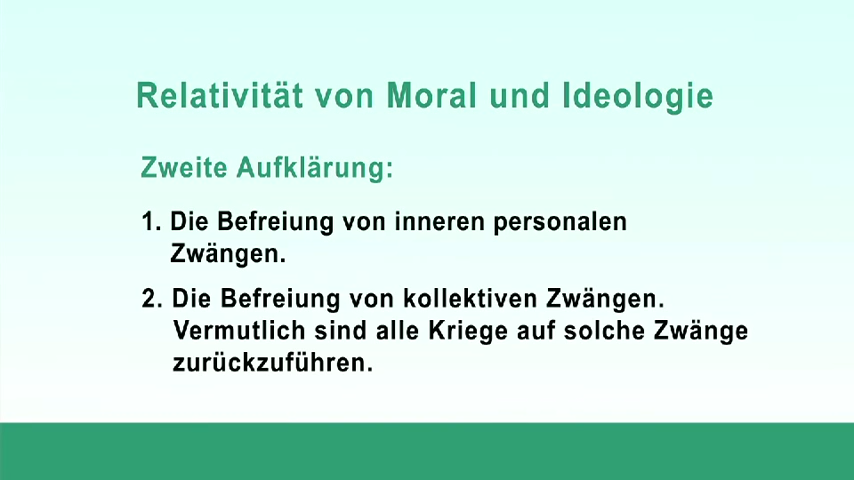 Relativität von Moral und Ideologie
Zweite Aufklärung:
1. Die Befreiung von inneren personalen
Zwängen.
2. Die Befreiung von kollektiven Zwängen.
Vermutlich sind alle Kriege auf solche Zwänge
zurückzuführen.